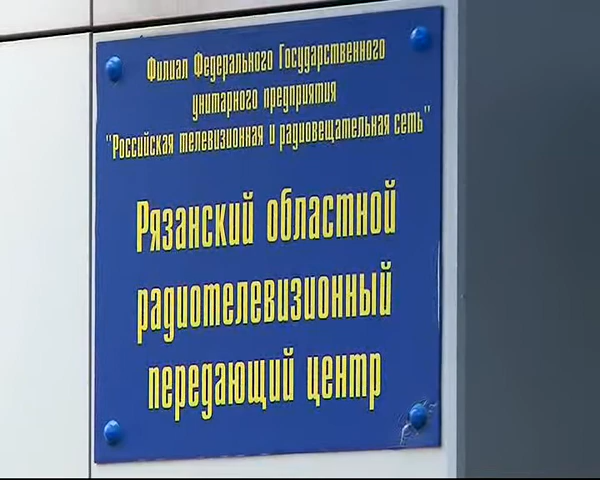 Филиал Федерального Государственного
унитарного предприятия
"Российская телевизионная и радиовещательная сеть"
Рязанский областной
радиотелевизионный
передающий центр